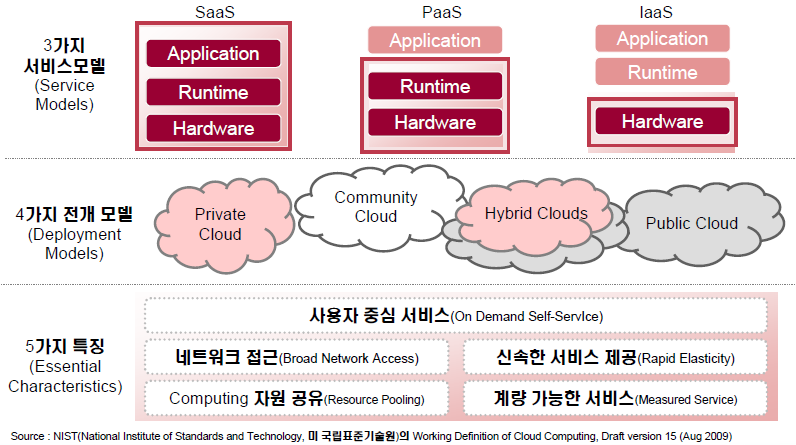 SaaS
PaaS
IaaS
3가지
서비스모델
(Service
Models)
Application
Runtime
Hardware
Application
Runtime
Hardware
Application
Runtime
Hardware
4가지 전개 모델
(Deployment
Models)
Private
Cloud
Community
Cloud
Hybrid Clouds
Public Cloud
5가지 특징
(Essential
Characteristics)
사용자 중심 서비스(On Demand Self-Service)
네트워크 접근(Broad Network Access)
신속한 서비스 제공(Rapid Elasticity)
Computing 자원 공유(Resource Pooling)
계량 가능한 서비스(Measured Service)
Source : NIST(National Institute of Standards and Technology, 미 국립표준기술원)의 Working Definition of Cloud Computing, Draft version 15 (Aug 2009)